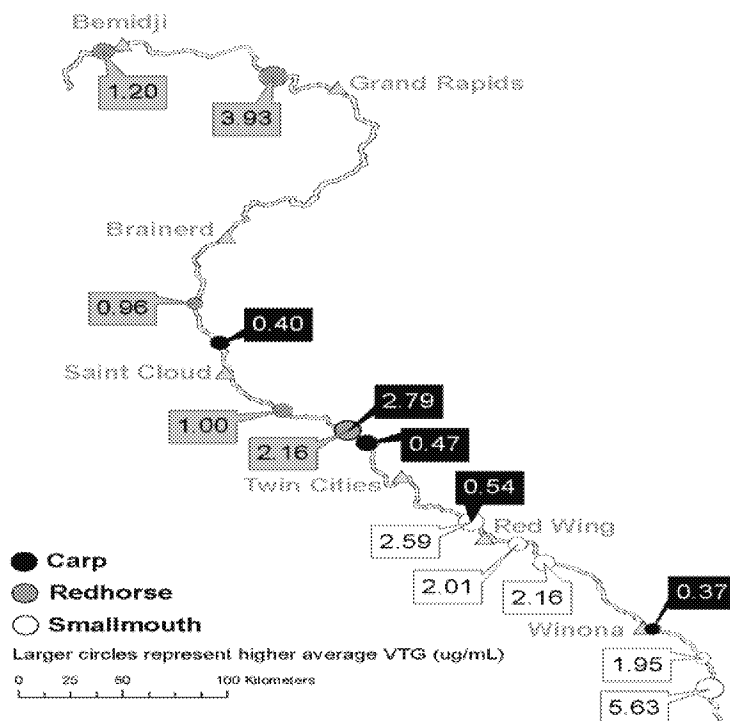 Bemidji
1.20
3.93
Grand Rapids
Brainerd
0.96
0.40
Saint Cloud
1.00
2.16
2.79
0.47
Twin Cities
0.54
2.59
Red Wing
2.01
2.16
Carp
Redhorse
Smallmouth
Winona
0.37
1.95
5.63
Larger circles represent higher average VTG (ug/mL)
0 25 50 100 Kilometers